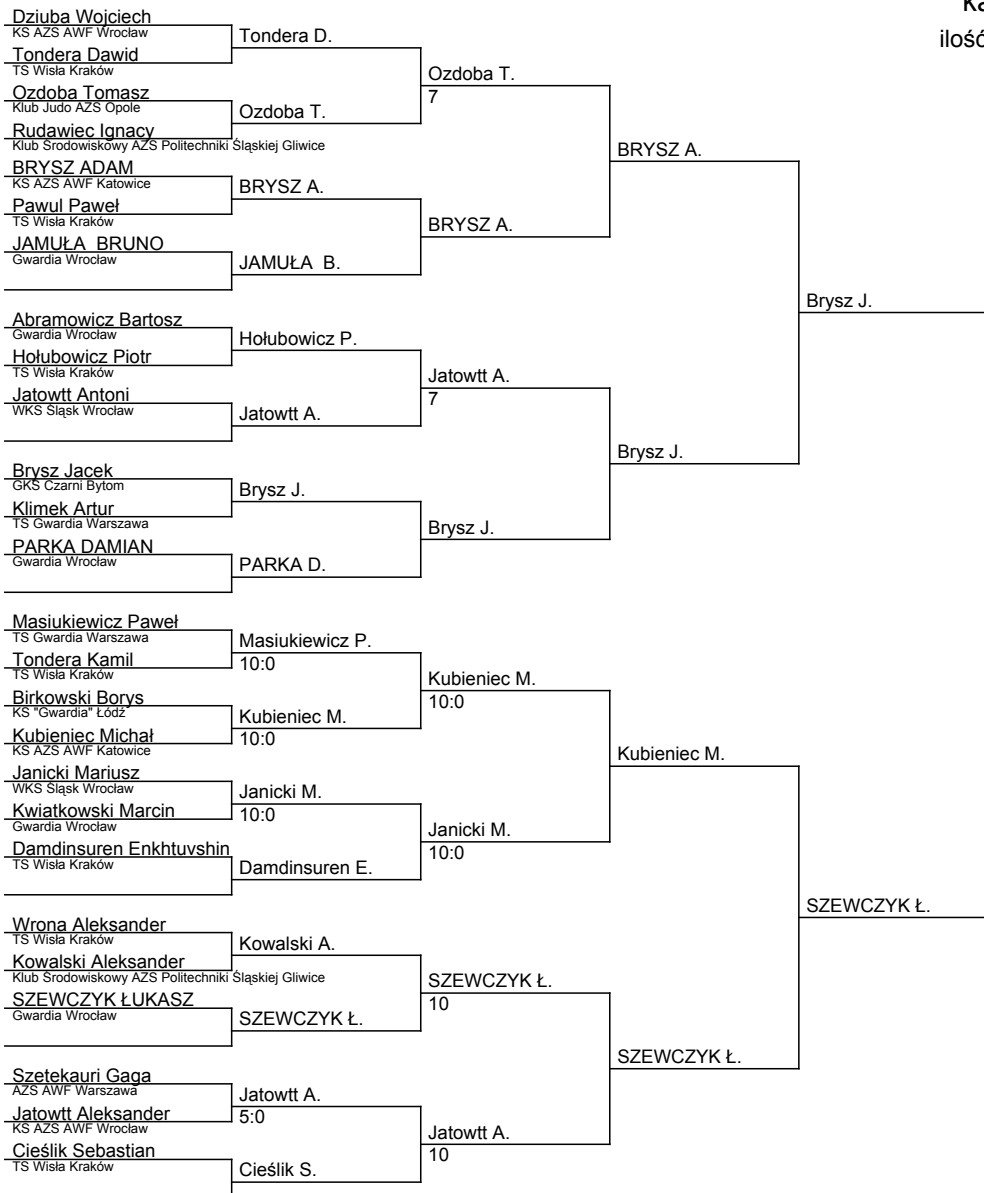 Dziuba Wojciech
KS AZS AWF Wrocław
Tondera D.
Tondera Dawid
TS Wisła Kraków
Ozdoba T.
7
Ozdoba Tomasz
Klub Judo AZS Opole
Ozdoba T.
Rudawiec Ignacy
Klub Środowiskowy AZS Politechniki Śląskiej Gliwice
BRYSZ A.
BRYSZ ADAM
KS AZS AWF Katowice
BRYSZ A.
Pawul Paweł
TS Wisła Kraków
BRYSZ A.
JAMUŁA BRUNO
Gwardia Wrocław
JAMUŁA B.
Brysz J.
Abramowicz Bartosz
Gwardia Wrocław
Hołubowicz P.
Hołubowicz Piotr
TS Wisła Kraków
Jatowtt A.
7
Jatowtt Antoni
WKS Śląsk Wrocław
Jatowtt A.
Brysz J.
Brysz Jacek
GKS Czarni Bytom
Brysz J.
Klimek Artur
TS Gwardia Warszawa
Brysz J.
PARKA DAMIAN
Gwardia Wrocław
PARKA D.
Masiukiewicz Paweł
TS Gwardia Warszawa
Masiukiewicz P.
10:0
Tondera Kamil
TS Wisła Kraków
Kubieniec M.
10:0
Birkowski Borys
KS "Gwardia" Łódź
Kubieniec M.
10:0
Kubieniec Michał
KS AZS AWF Katowice
Kubieniec M.
Janicki Mariusz
WKS Śląsk Wrocław
Janicki M.
10:0
Kwiatkowski Marcin
Gwardia Wrocław
Janicki M.
10:0
Damdinsuren Enkhtuvshin
TS Wisła Kraków
Damdinsuren E.
SZEWCZYK Ł.
Wrona Aleksander
TS Wisła Kraków
Kowalski A.
Kowalski Aleksander
Klub Środowiskowy AZS Politechniki Śląskiej Gliwice
SZEWCZYK Ł.
10
SZEWCZYK ŁUKASZ
Gwardia Wrocław
SZEWCZYK Ł.
SZEWCZYK Ł.
Szetekauri Gaga
AZS AWF Warszawa
Jatowtt A.
5:0
Jatowtt Aleksander
KS AZS AWF Wrocław
Jatowtt A.
10
Cieślik Sebastian
TS Wisła Kraków
Cieślik S.
ilość